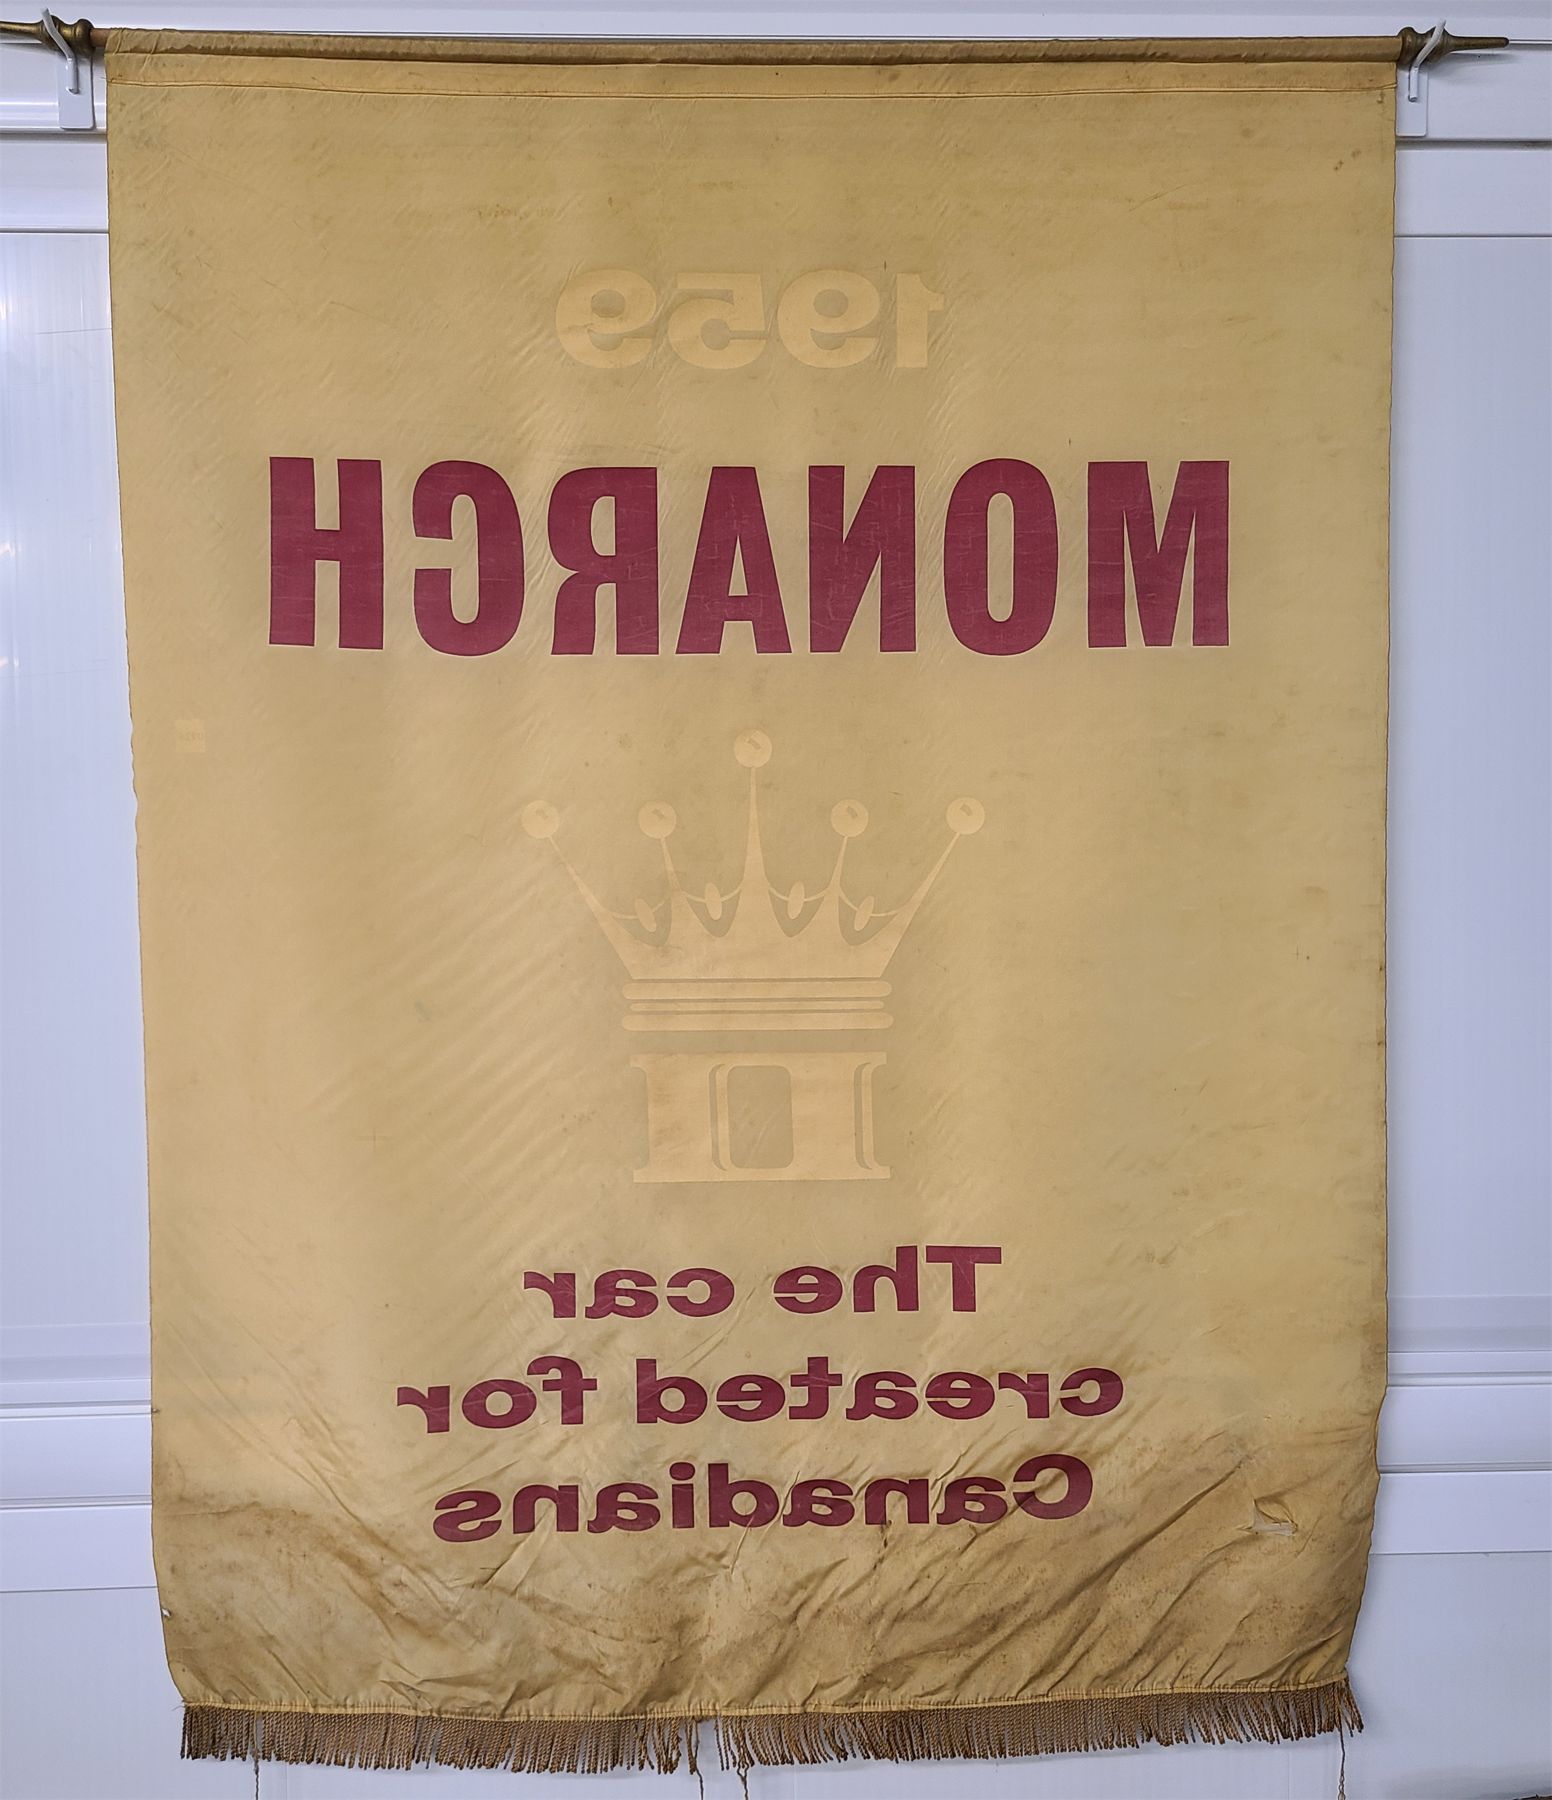 1959
MONARCH
The car
created for
Canadians